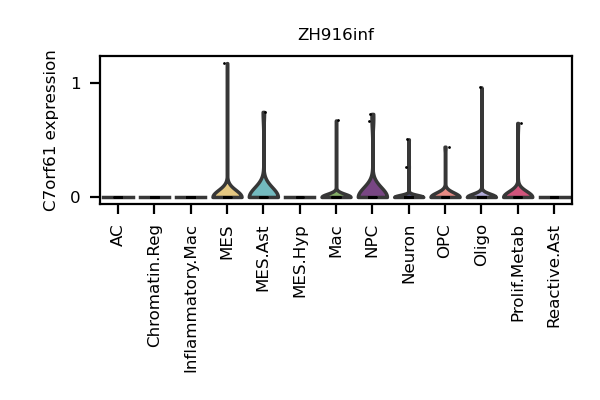 ZH916inf
C7orf61 expression
1
0
AC
Chromatin.Reg
Inflammatory.Mac
MES
MES.Ast
MES.Hyp
Mac
NPC
Neuron
OPC
Oligo
Prolif.Metab
Reactive.Ast